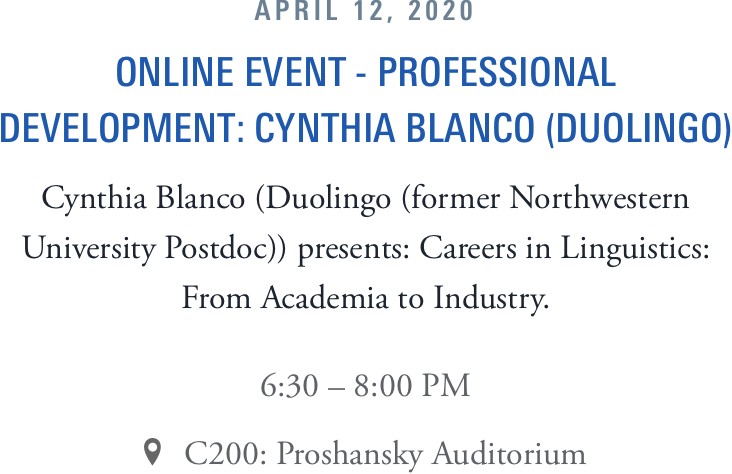 APRIL 12, 2020
ONLINE EVENT - PROFESSIONAL
DEVELOPMENT: CYNTHIA BLANCO (DUOLINGO)
Cynthia Blanco (Duolingo (former Northwestern
University Postdoc)) presents: Careers in Linguistics:
From Academia to Industry.
6:30 – 8:00 PM
C200: Proshansky Auditorium